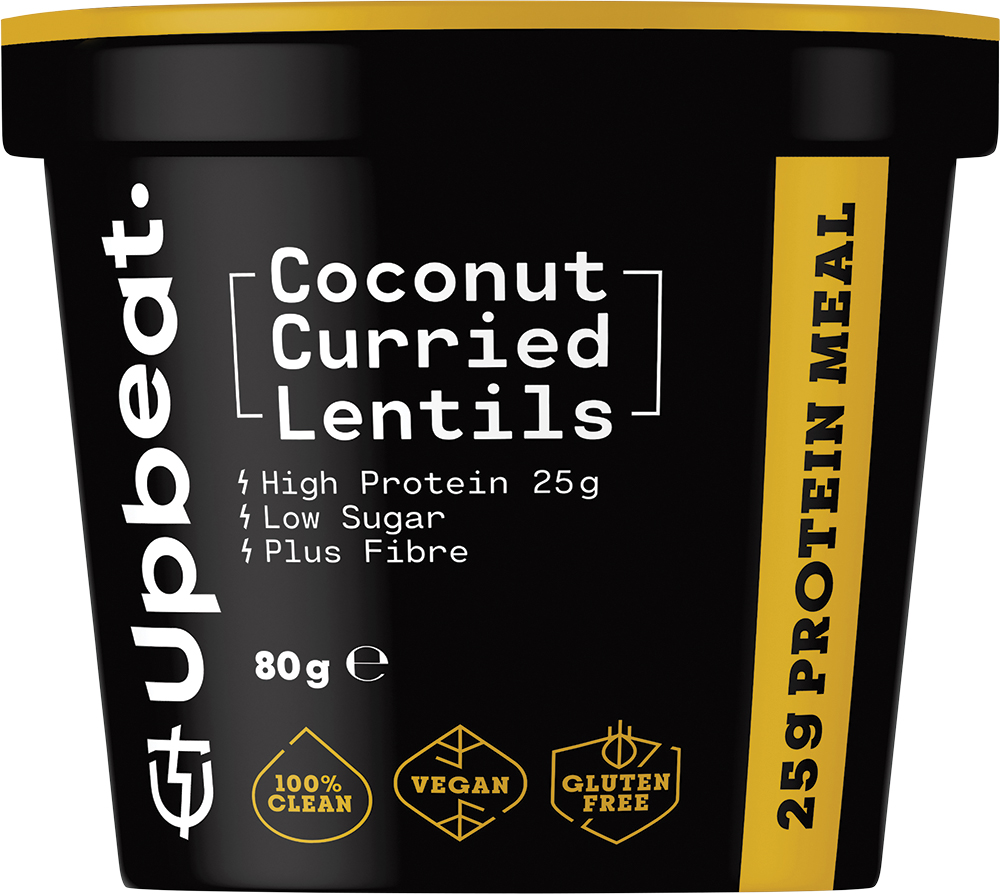 Upbeat.
Coconut
Curried
Lentils
High Protein 25g
Low Sugar
Plus Fibre
80g ℮
100%
CLEAN
VEGAN
GLUTEN
FREE
25g PROTEIN MEAL